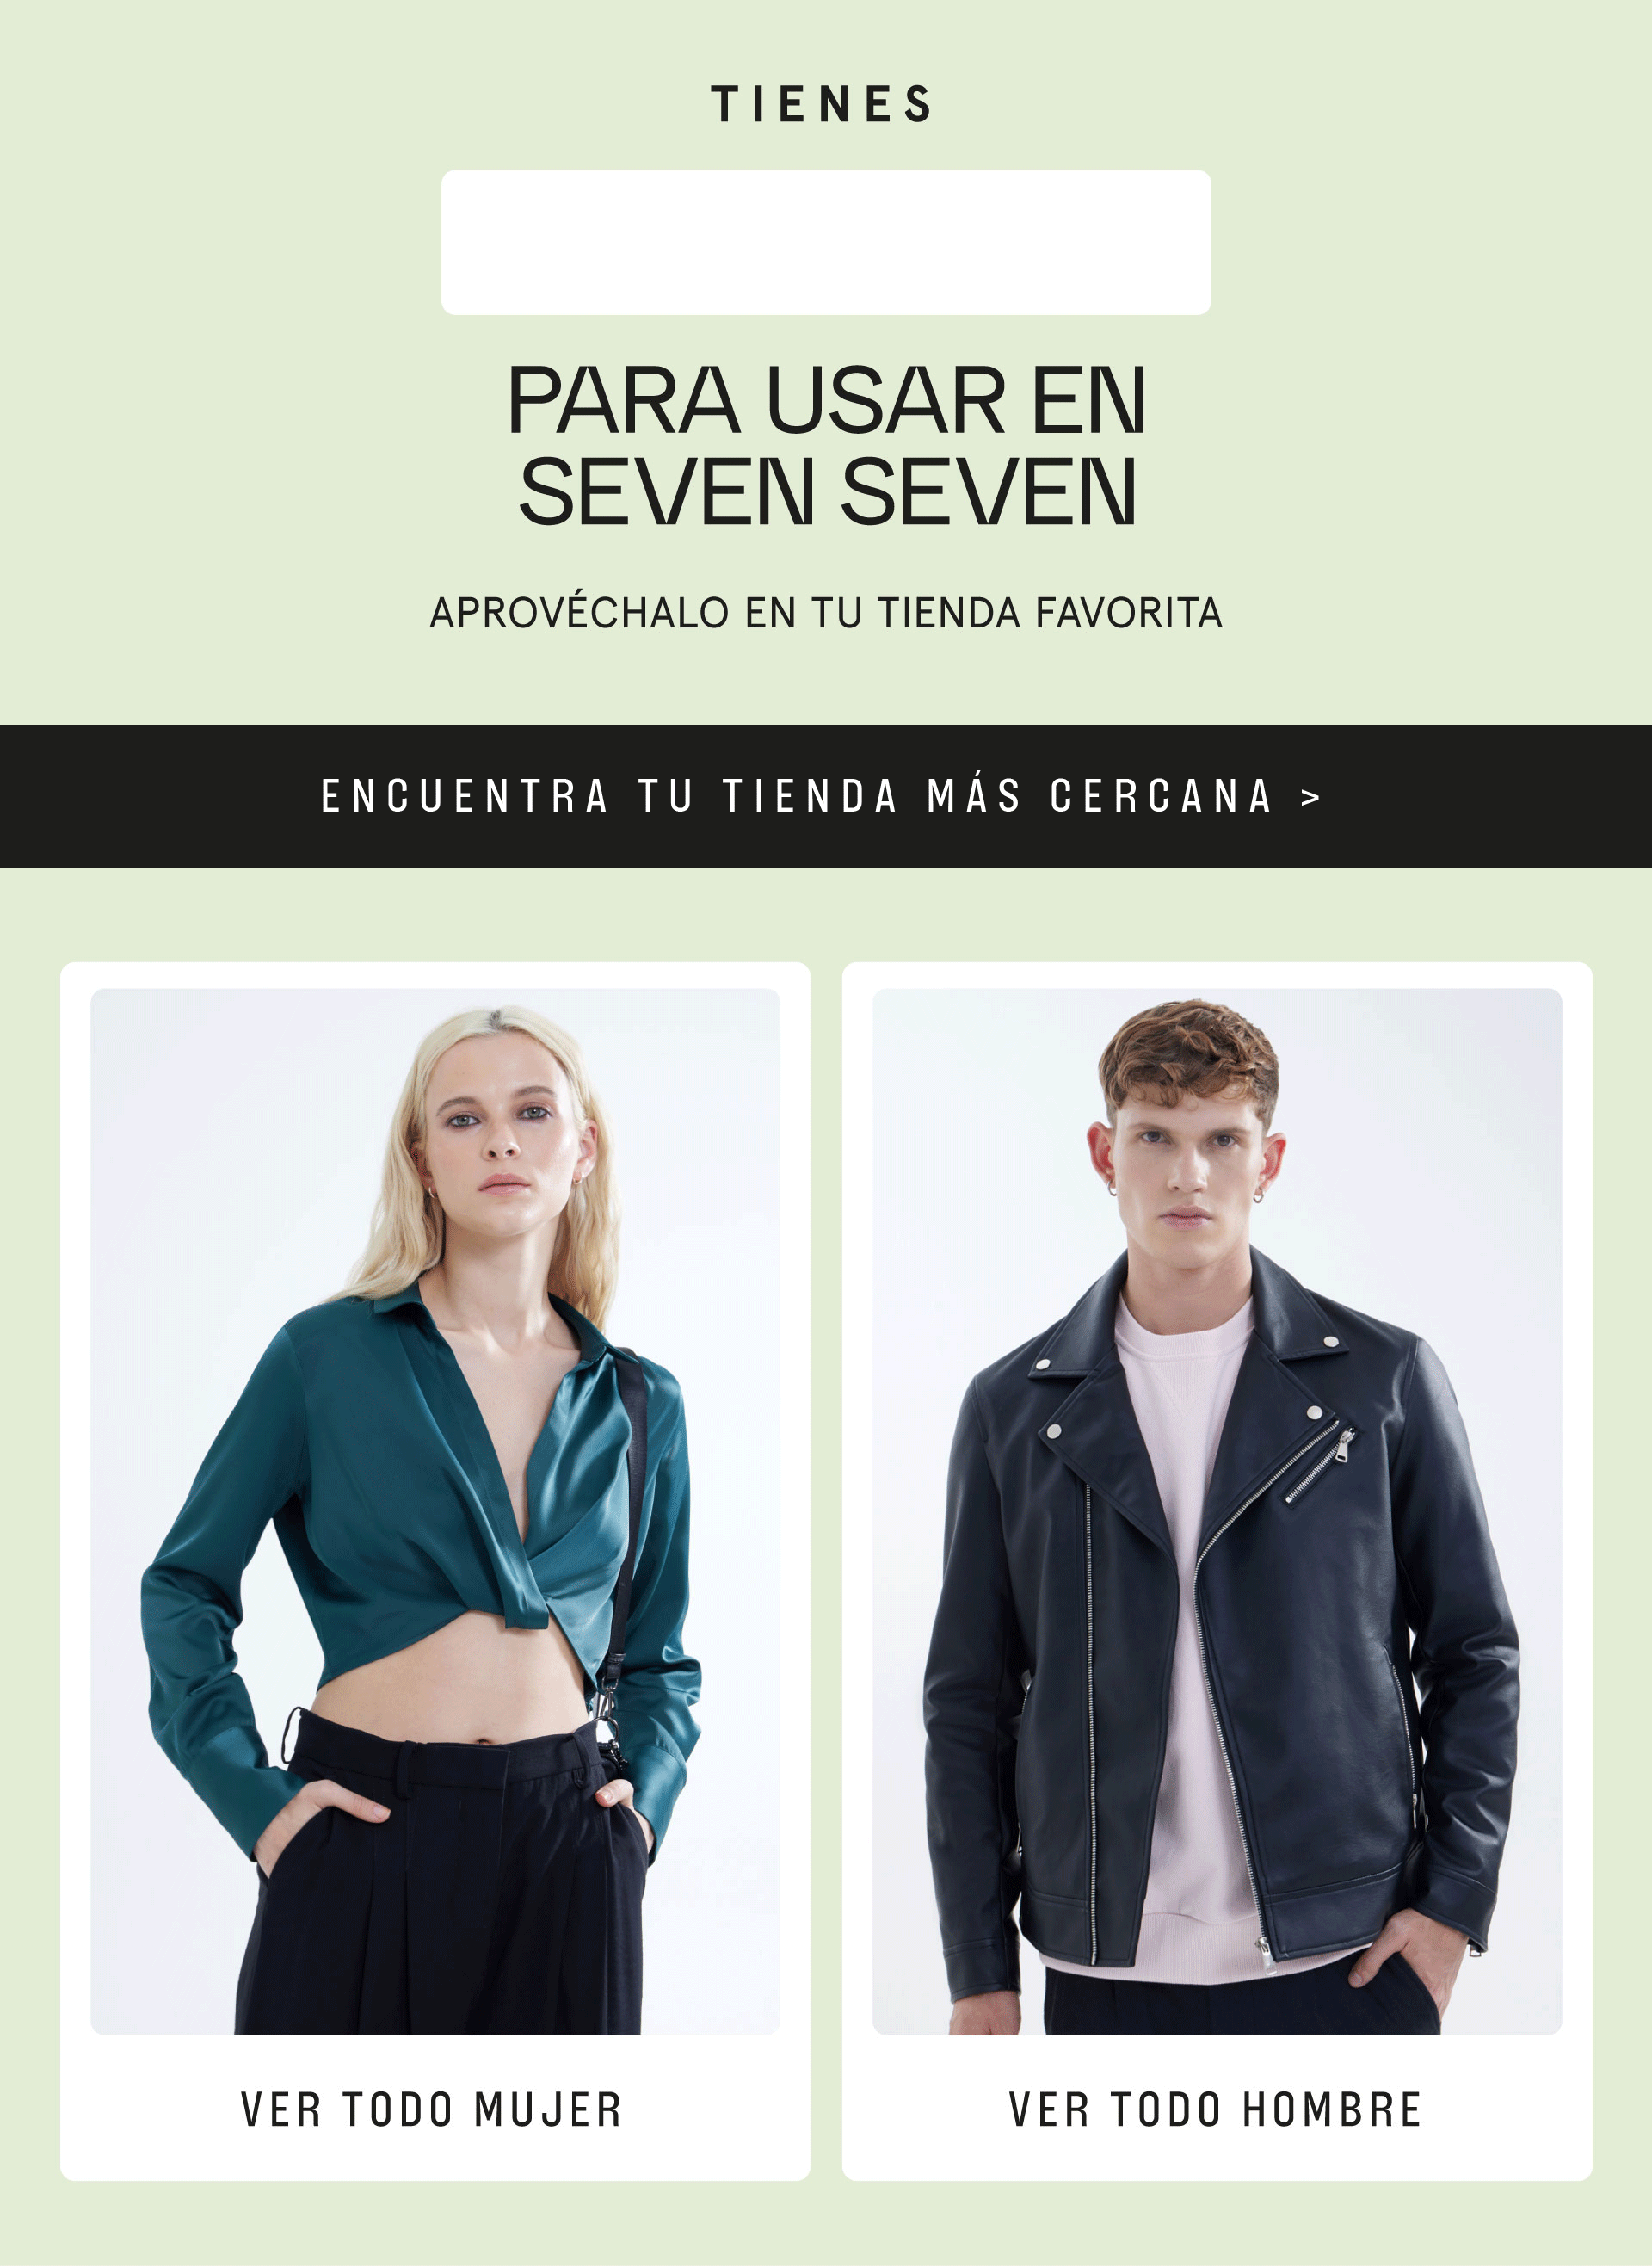 TIENES
PARA USAR EN
SEVEN SEVEN
APROVÉCHALO EN TU TIENDA FAVORITA
ENCUENTRA TU TIENDA MÁS CERCANA >
VER TODO MUJER
VER TODO HOMBRE